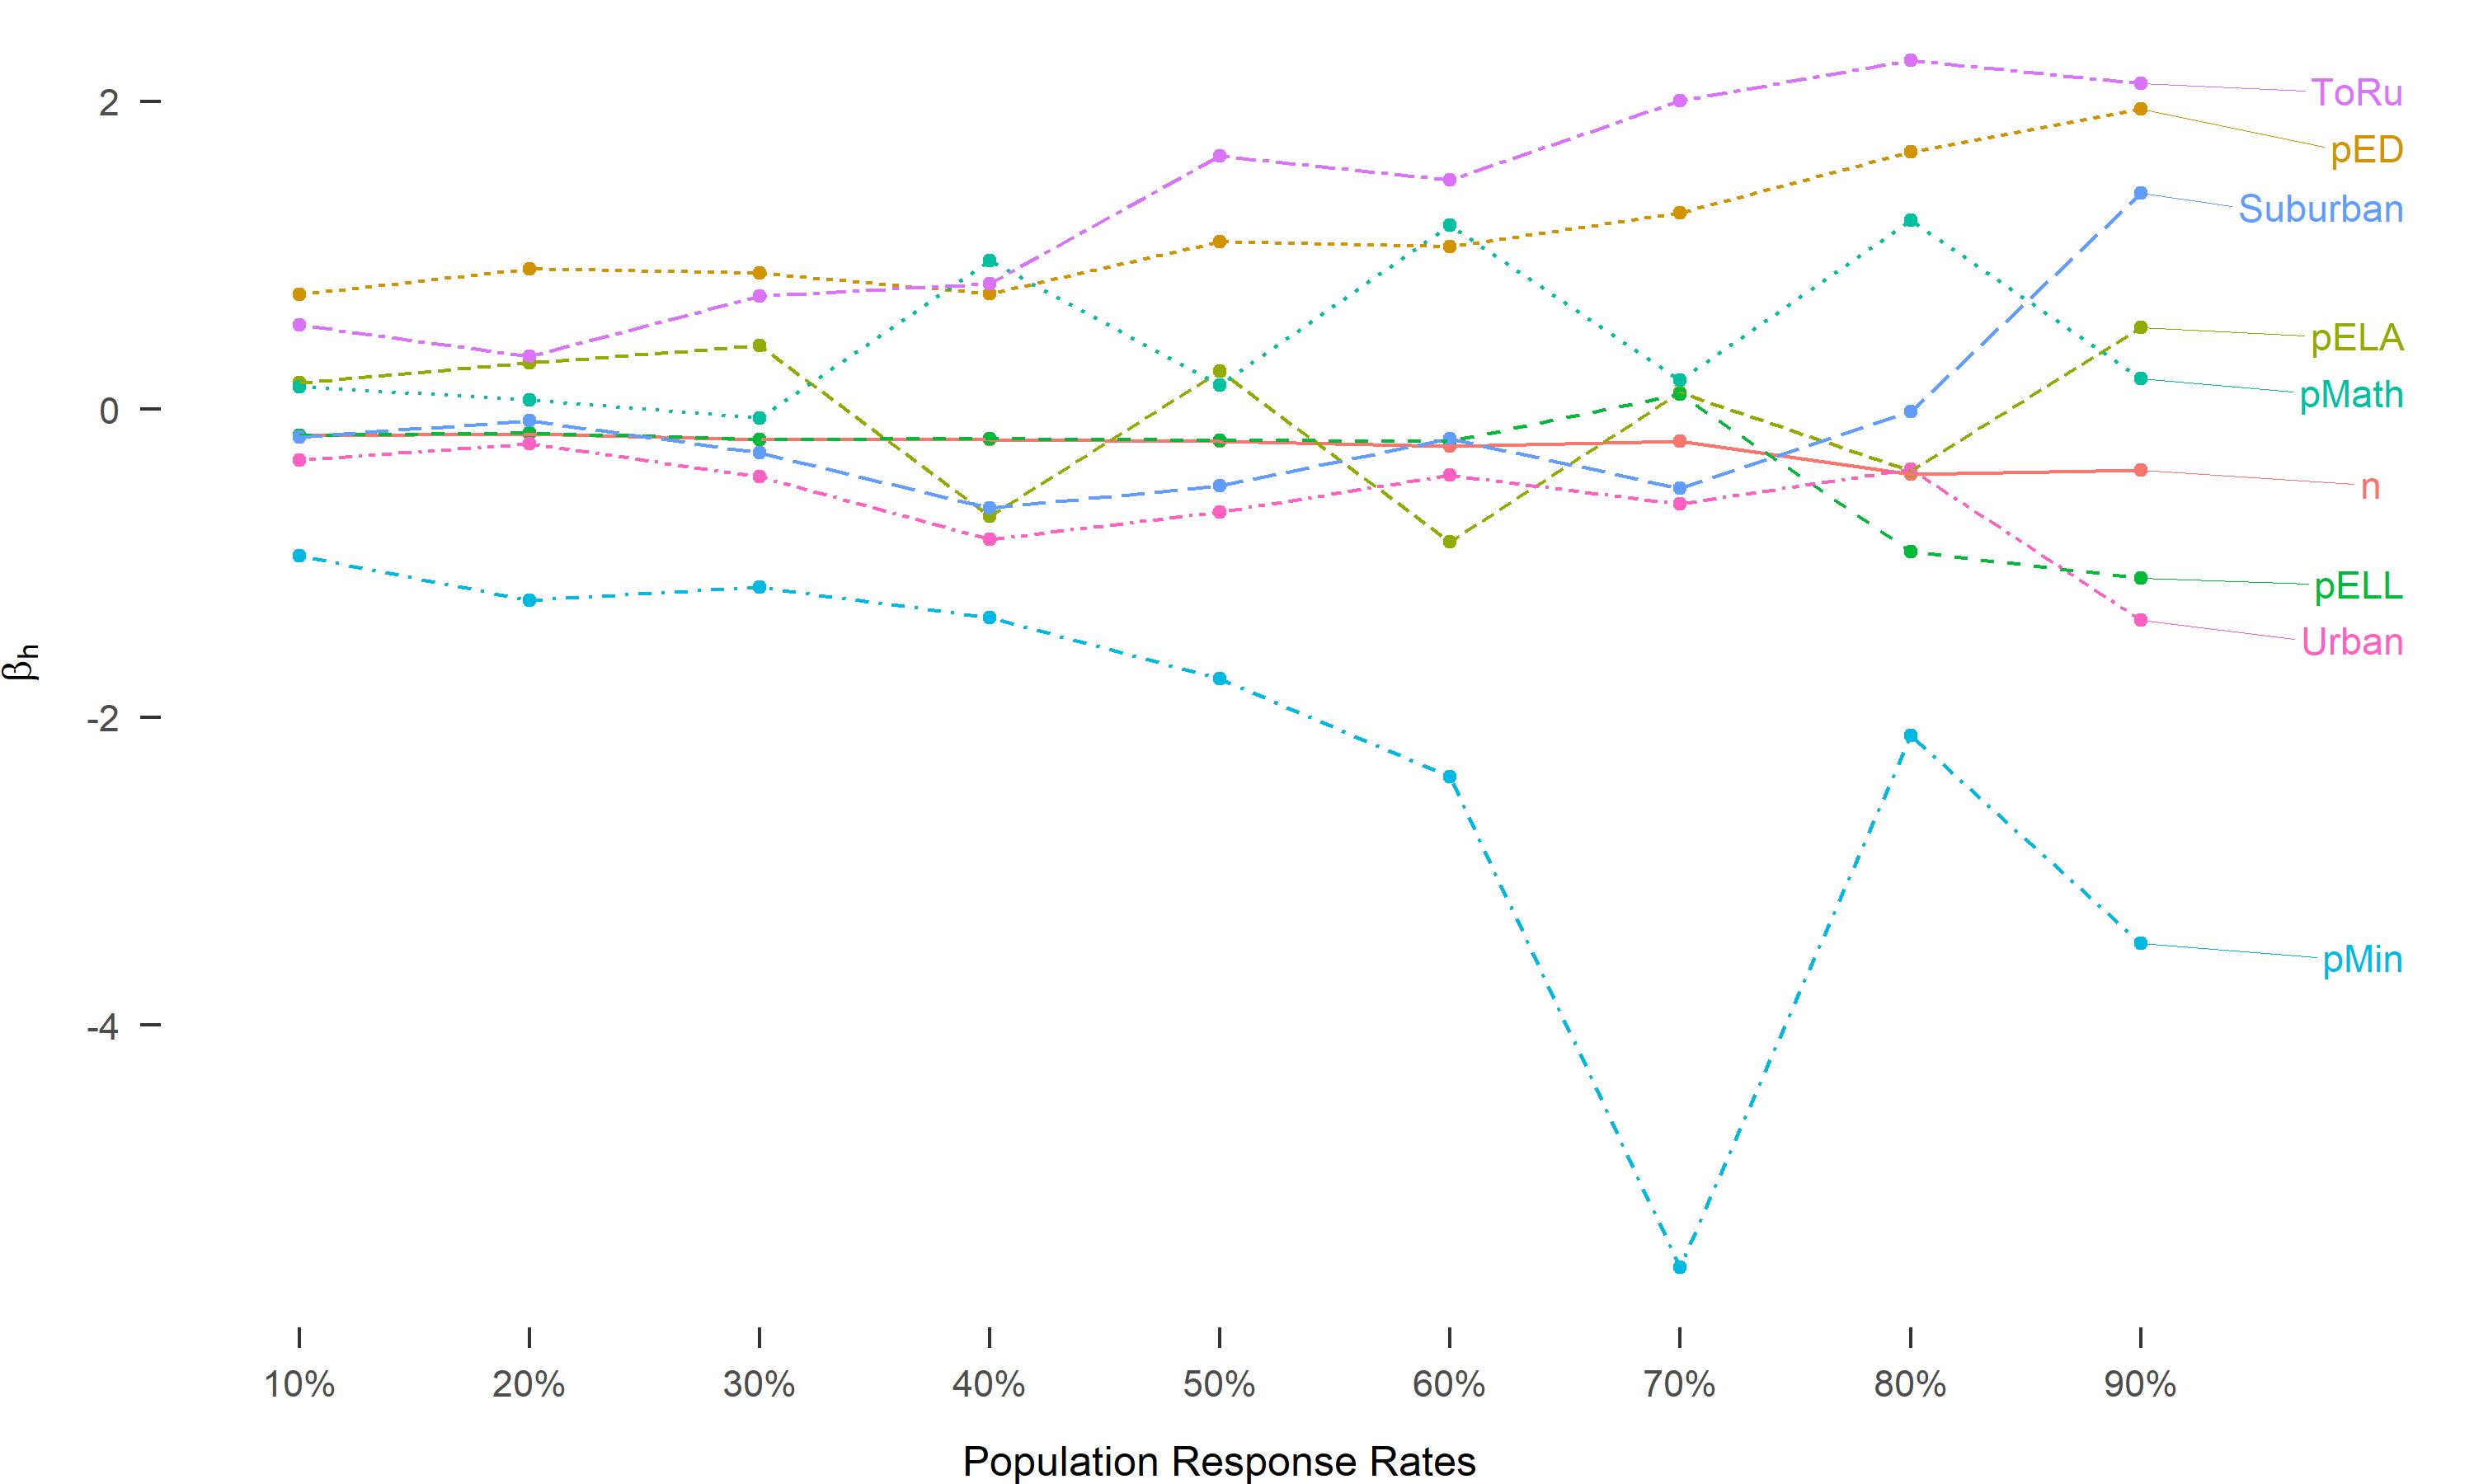 2
0
-2
-4
βh
ToRu
pED
Suburban
pELA
pMath
n
pELL
Urban
pMin
10% 20% 30% 40% 50% 60% 70% 80% 90%
Population Response Rates